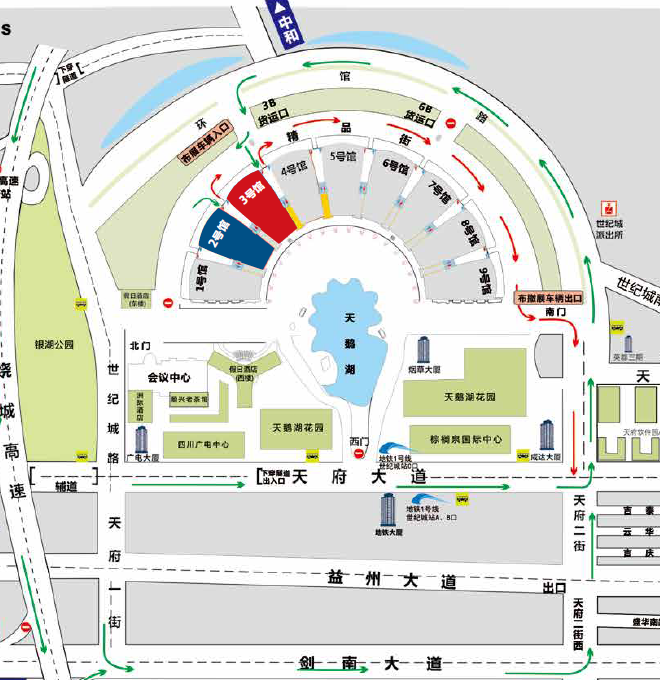 S
中和
下穿
隧道
馆
环
路
3B
货运口
6B
货运口
布展车辆入口
精品街
1号馆
2号馆
3号馆
4号馆
5号馆
6号馆
7号馆
8号馆
9号馆
高速
站
世纪城
派出所
世纪城南
布撤展车辆出口
南门
假日酒店
(东楼)
银湖公园
绕城高速
世纪城路
北门
会议中心
假日酒店
(西楼)
洲际酒店
顺兴老茶馆
四川广电中心
广电大厦
天鹅湖花园
天鹅湖
西门
烟草大厦
天鹅湖花园
棕榈泉国际中心
成达大厦
地铁1号线
世纪城站D口
英郡三期
天
天府软件园
辅道
下穿隧道
出入口
天府大道
地铁大厦
地铁1号线
世纪城站A、B口
天府一街
天府二街
吉泰
云华
吉庆
益州大道
出口
天府二街西
盛华南
剑南大道